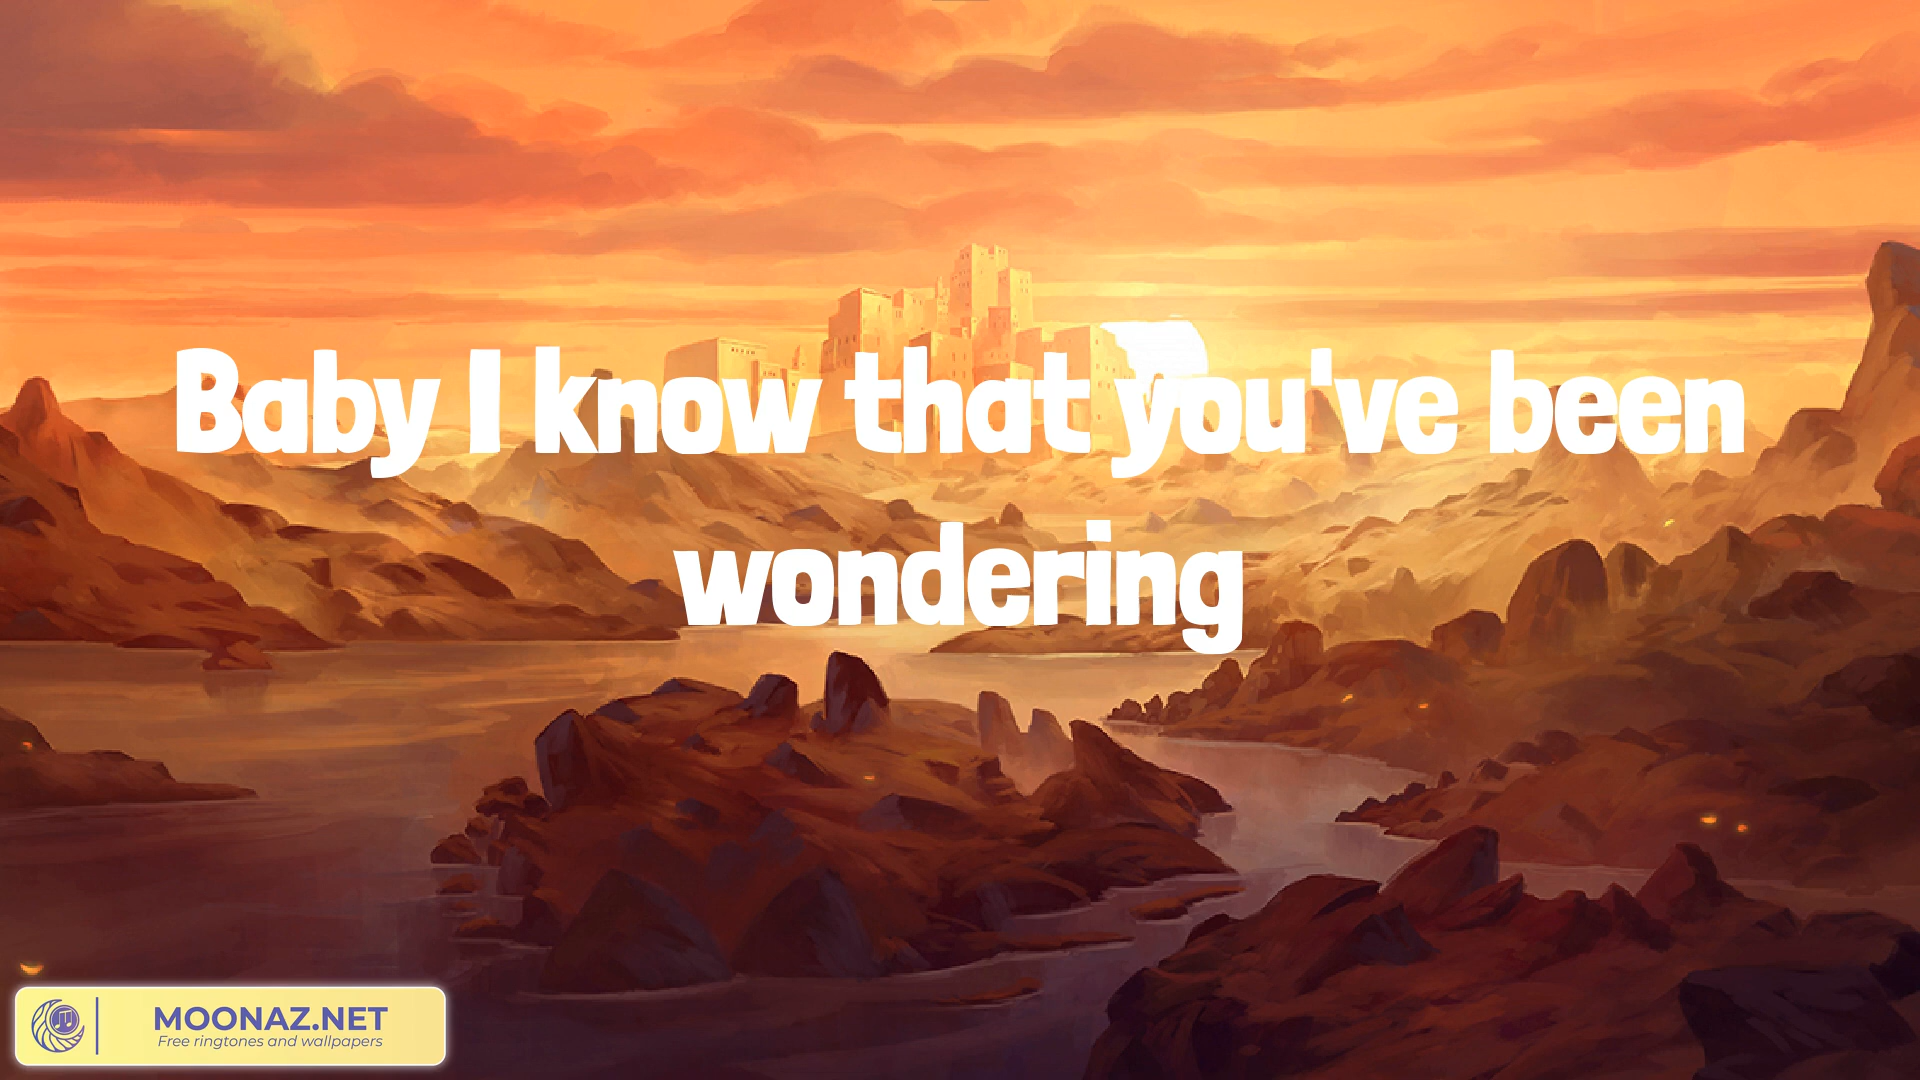 Baby I know that you've been
wondering
MOONAZ.NET
Free ringtones and wallpapers